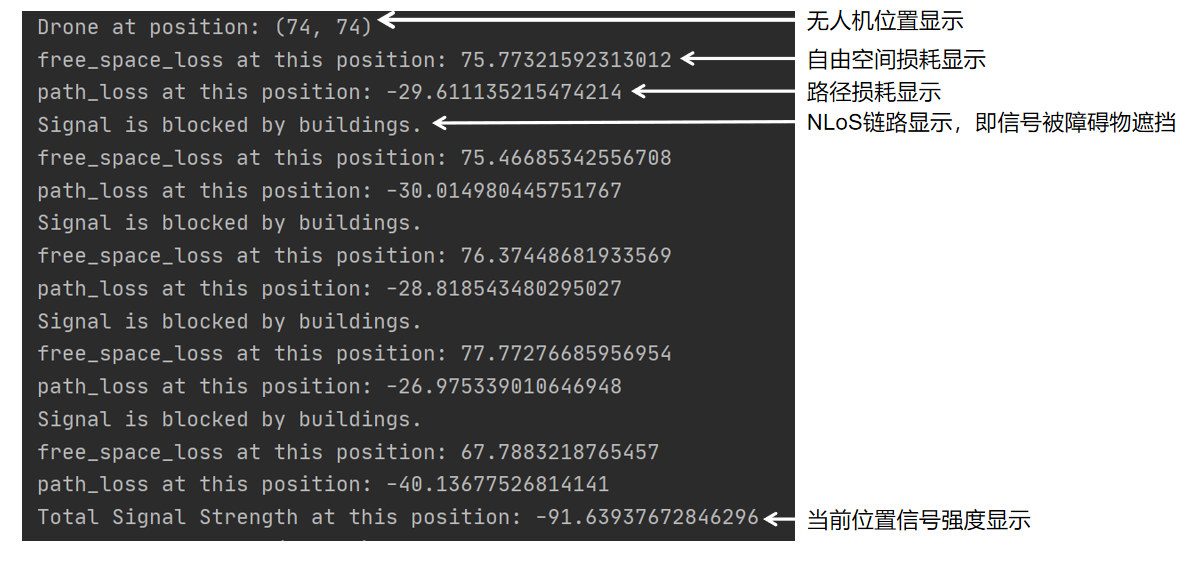 Drone at position: (74, 74)
无人机位置显示
free_space_loss at this position: 75.77321592313012
自由空间损耗显示
path_loss at this position: -29.611135215474214
路径损耗显示
Signal is blocked by buildings.
NLoS链路显示，即信号被障碍物遮挡
free_space_loss at this position: 75.46685342556708
path_loss at this position: -30.014980445751767
Signal is blocked by buildings.
free_space_loss at this position: 76.37448681933569
path_loss at this position: -28.818543480295027
Signal is blocked by buildings.
free_space_loss at this position: 77.77276685956954
path_loss at this position: -26.975339010646948
Signal is blocked by buildings.
free_space_loss at this position: 67.7883218765457
path_loss at this position: -40.13677526814141
Total Signal Strength at this position: -91.63937672846296
当前位置信号强度显示